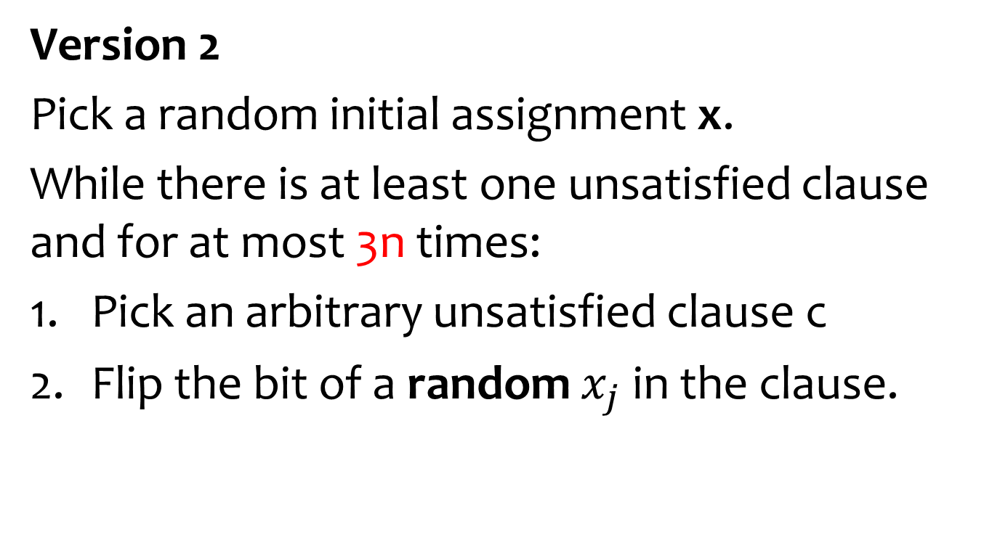 Version 2
Pick a random initial assignment x.
While there is at least one unsatisfied clause
and for at most 3n times:
1. Pick an arbitrary unsatisfied clause c
2. Flip the bit of a random x_j in the clause.